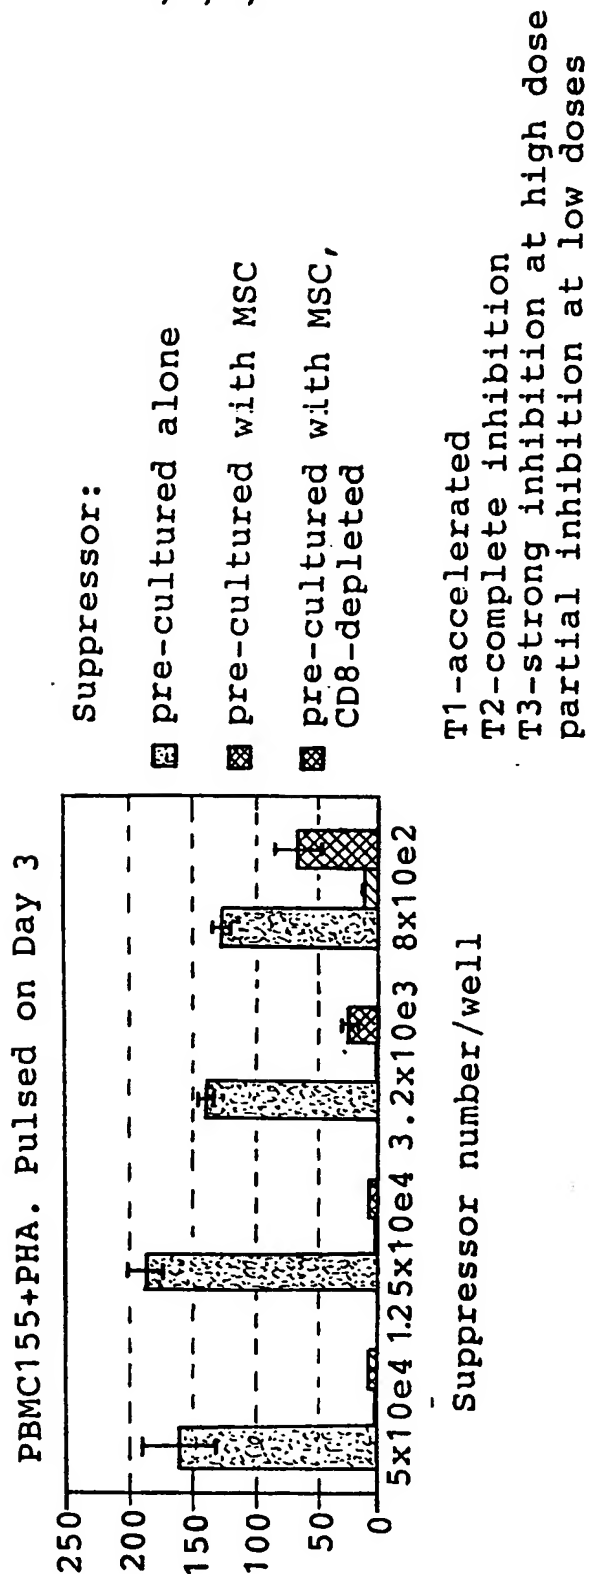 PBMC155+PHA. Pulsed on Day 3
250
200
150
100
50
0
5x10e4 1.25x10e4 3.2x10e3 8x10e2
Suppressor number/well
Suppressor:
pre-cultured alone
pre-cultured with MSC
pre-cultured with MSC,
CD8-depleted
T1-accelerated
T2-complete inhibition
T3-strong inhibition at high dose
partial inhibition at low doses